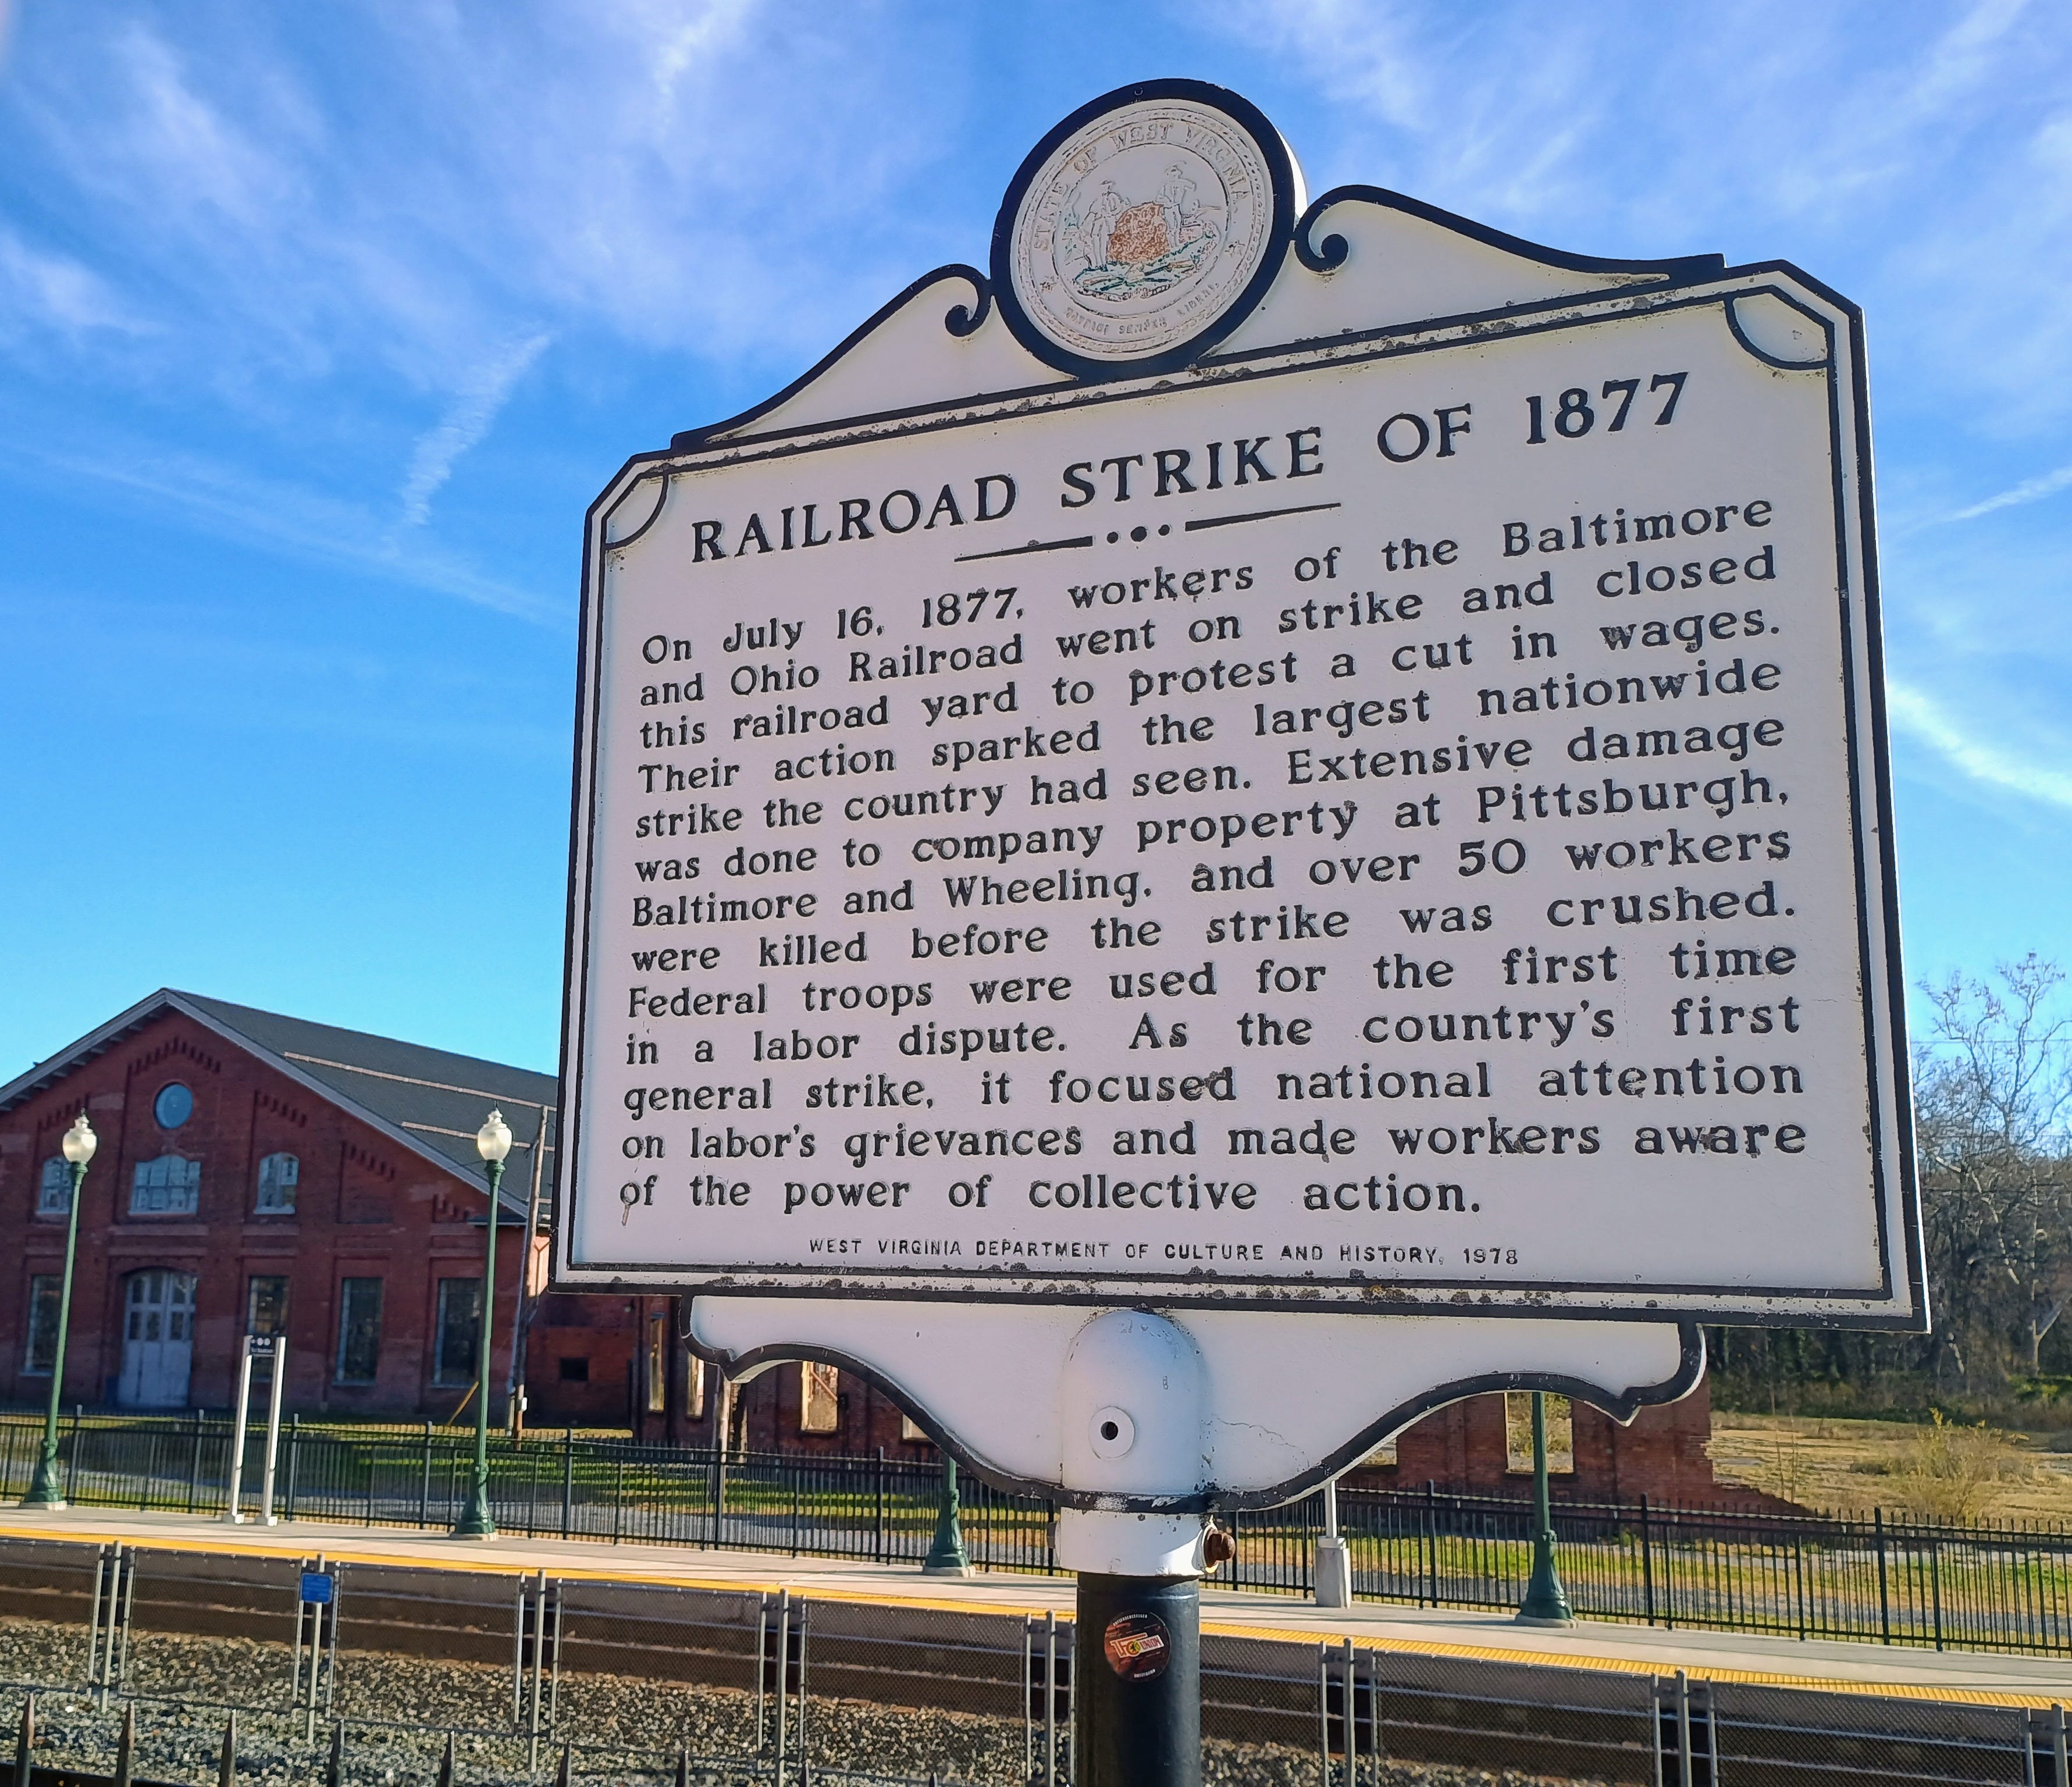 STATE OF WEST VIRGINIA
MONTANI SEMPER LIBERI
RAILROAD STRIKE OF 1877
On July 16, 1877, workers of the Baltimore
and Ohio Railroad went on strike and closed
this railroad yard to protest a cut in wages.
Their action sparked the largest nationwide
strike the country had seen. Extensive damage
was done to company property at Pittsburgh,
Baltimore and Wheeling, and over 50 workers
were killed before the strike was crushed.
Federal troops were used for the first time
in a labor dispute. As the country's first
general strike, it focused national attention
on labor's grievances and made workers aware
of the power of collective action.
WEST VIRGINIA DEPARTMENT OF CULTURE AND HISTORY, 1978
UNION